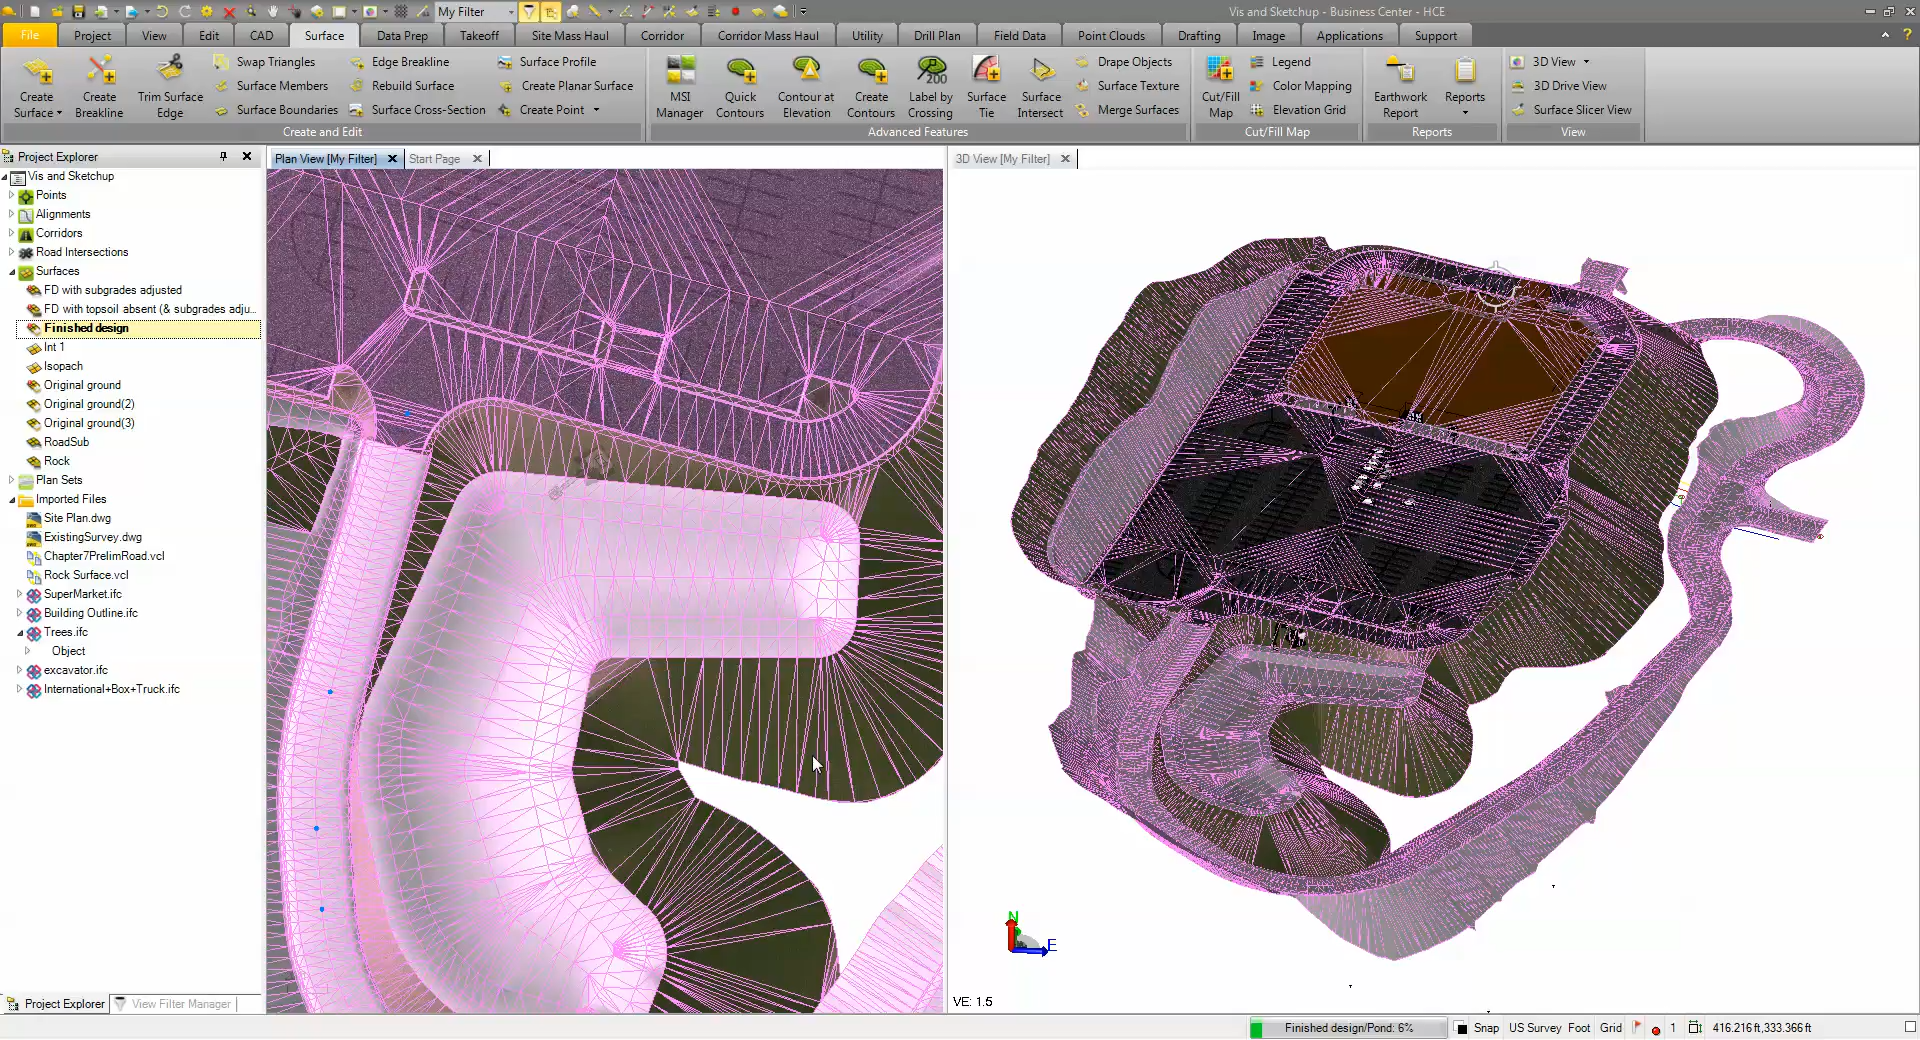 My Filter
Vis and Sketchup - Business Center - HCE
File Project View Edit CAD Surface Data Prep Takeoff Site Mass Haul Corridor Corridor Mass Haul Utility Drill Plan Field Data Point Clouds Drafting Image Applications Support
Create Surface
Create Breakline
Trim Surface Edge
Swap Triangles
Surface Members
Surface Boundaries
Edge Breakline
Rebuild Surface
Surface Cross-Section
Surface Profile
Create Planar Surface
Create Point
Create and Edit
MSI Manager
Quick Contours
Contour at Elevation
Create Contours
200
Label by Crossing
Surface Tie
Surface Intersect
Drape Objects
Surface Texture
Merge Surfaces
Advanced Features
Cut/Fill Map
Legend
Color Mapping
Elevation Grid
Cut/Fill Map
Earthwork Report
Reports
Reports
3D View
3D Drive View
Surface Slicer View
View
Project Explorer
Vis and Sketchup
Points
Alignments
Corridors
Road Intersections
Surfaces
FD with subgrades adjusted
FD with topsoil absent (& subgrades adju...
Finished design
Int 1
Isopach
Original ground
Original ground(2)
Original ground(3)
RoadSub
Rock
Plan Sets
Imported Files
Site Plan.dwg
ExistingSurvey.dwg
Chapter7PrelimRoad.vcl
Rock Surface.vcl
SuperMarket.ifc
Building Outline.ifc
Trees.ifc
Object
excavator.ifc
International+Box+Truck.ifc
Project Explorer View Filter Manager
Plan View [My Filter] Start Page
3D View [My Filter]
N
E
VE: 1.5
Finished design/Pond: 6% Snap US Survey Foot Grid 1 416.216 ft,333.366 ft